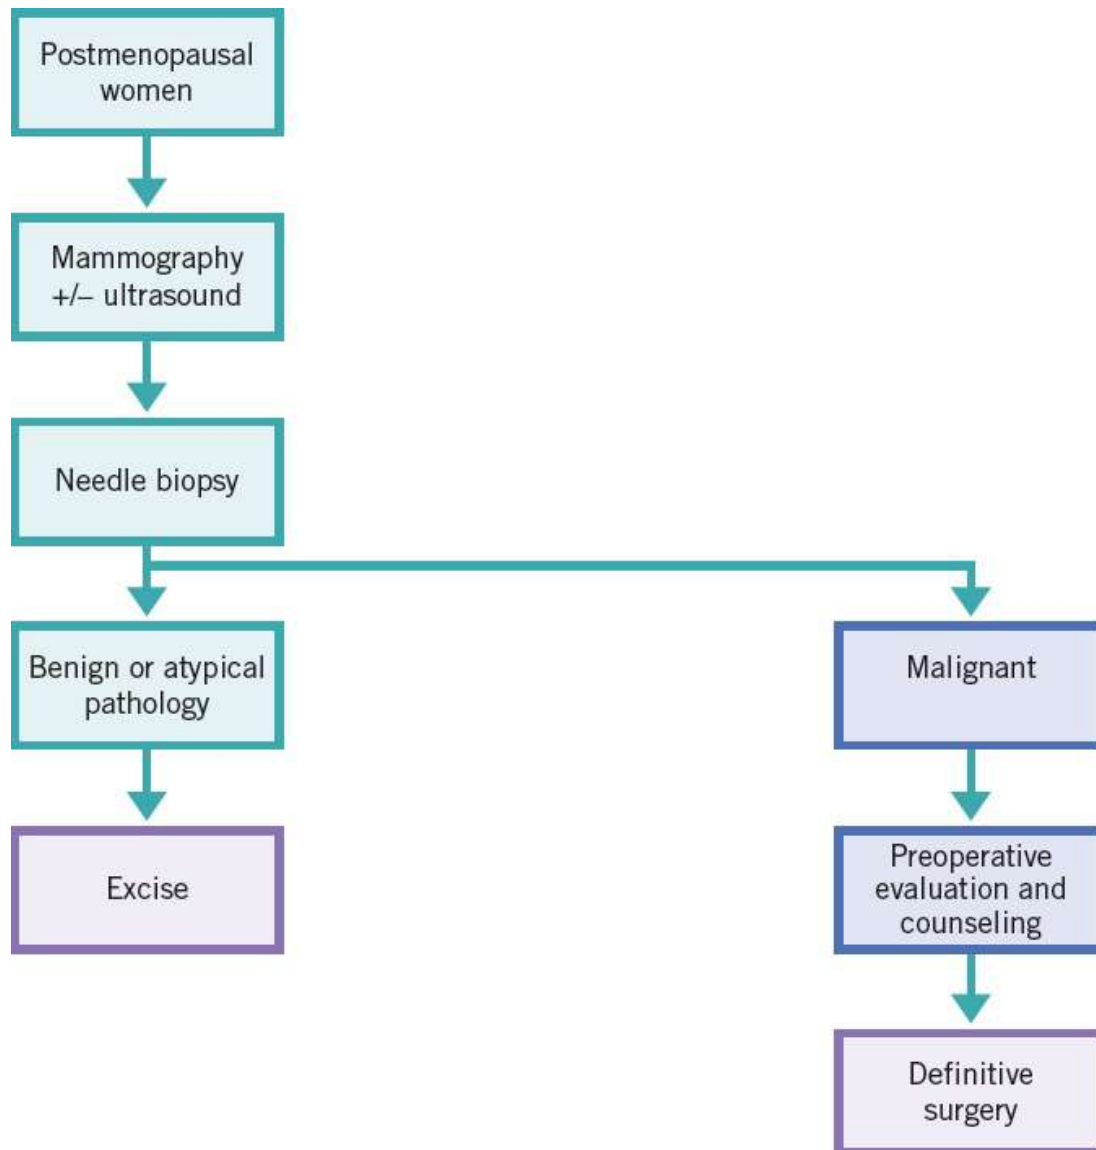 Postmenopausal
women
Mammography
+/– ultrasound
Needle biopsy
Benign or atypical
pathology
Malignant
Excise
Preoperative
evaluation and
counseling
Definitive
surgery